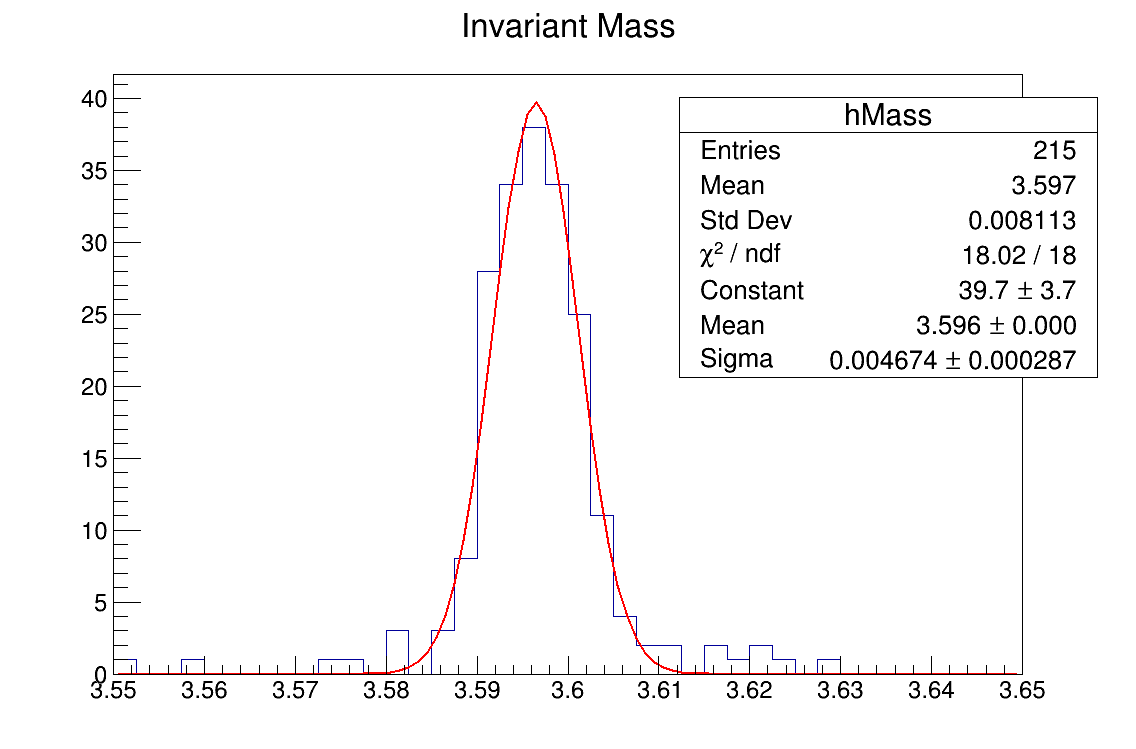 Invariant Mass
hMass
Entries 215
Mean 3.597
Std Dev 0.008113
χ² / ndf 18.02 / 18
Constant 39.7 ± 3.7
Mean 3.596 ± 0.000
Sigma 0.004674 ± 0.000287
40
35
30
25
20
15
10
5
0
3.55 3.56 3.57 3.58 3.59 3.6 3.61 3.62 3.63 3.64 3.65